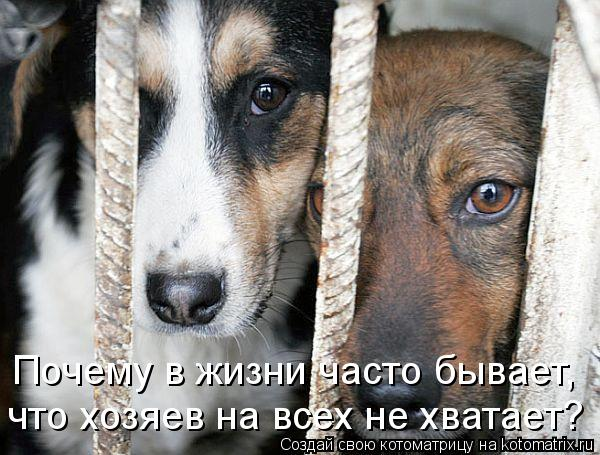 Почему в жизни часто бывает,
что хозяев на всех не хватает?
Создай свою котоматрицу на kotomatrix.ru